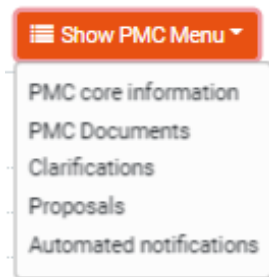 Show PMC Menu
PMC core information
PMC Documents
Clarifications
Proposals
Automated notifications